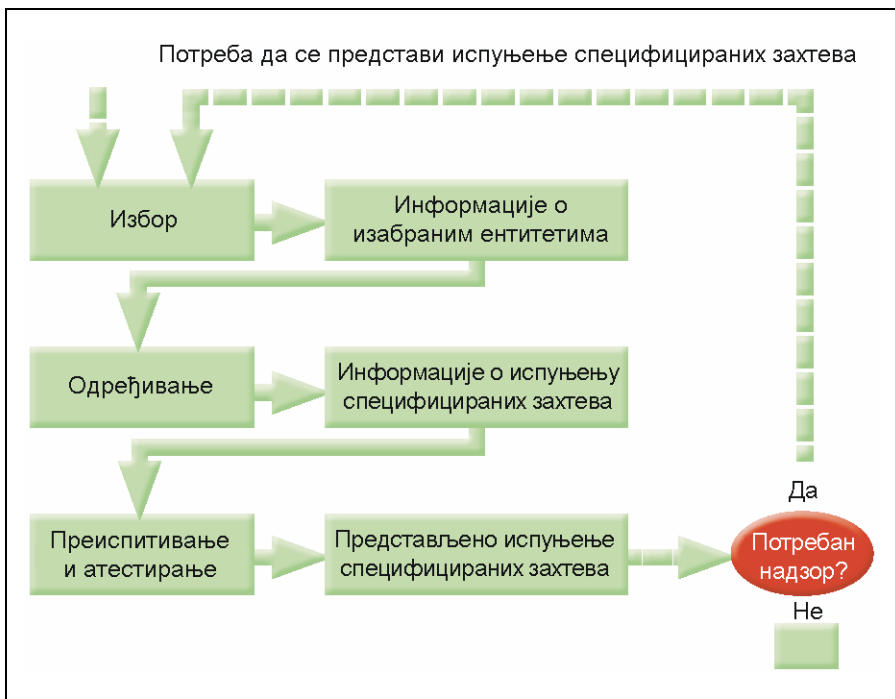 Потреба да се представи испуњење специфицираних захтева
Избор
Информације о
изабраним ентитетима
Одређивање
Информације о испуњењу
специфицираних захтева
Преиспитивање
и атестирање
Представљено испуњење
специфицираних захтева
Да
Потребан
надзор?
Не